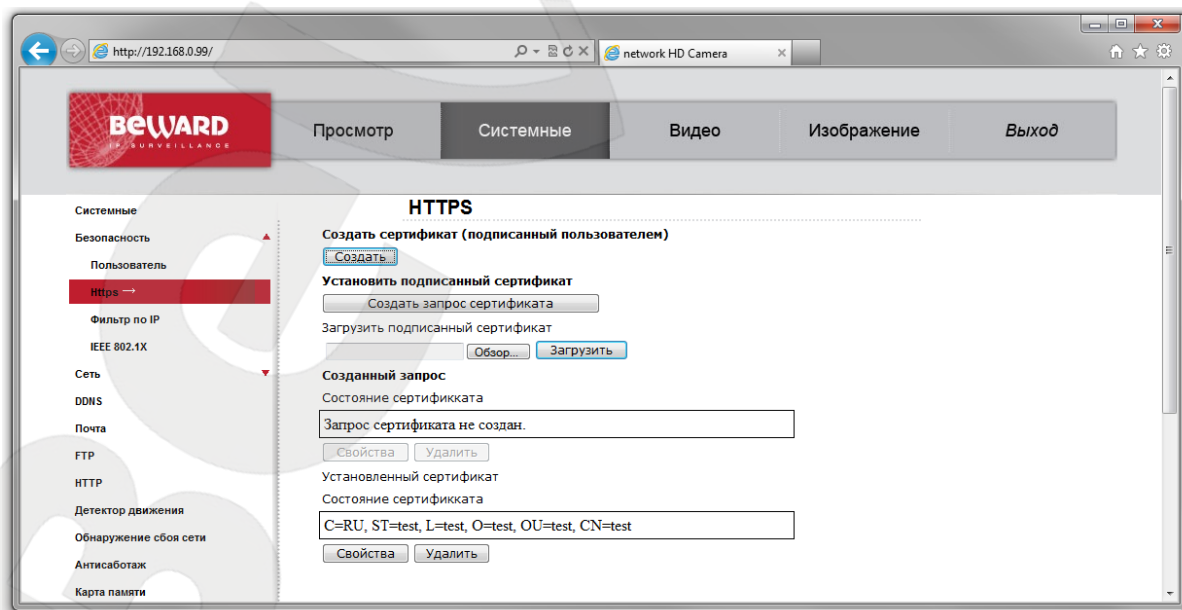 http://192.168.0.99/
network HD Camera
BEWARD
IP SURVEILLANCE
Просмотр
Системные
Видео
Изображение
Выход
Системные
Безопасность
Пользователь
Https →
Фильтр по IP
IEEE 802.1X
Сеть
DDNS
Почта
FTP
HTTP
Детектор движения
Обнаружение сбоя сети
Антисаботаж
Карта памяти
HTTPS
Создать сертификат (подписанный пользователем)
Создать
Установить подписанный сертификат
Создать запрос сертификата
Загрузить подписанный сертификат
Обзор... Загрузить
Созданный запрос
Состояние сертификката
Запрос сертификата не создан.
Свойства Удалить
Установленный сертификат
Состояние сертификката
C=RU, ST=test, L=test, O=test, OU=test, CN=test
Свойства Удалить